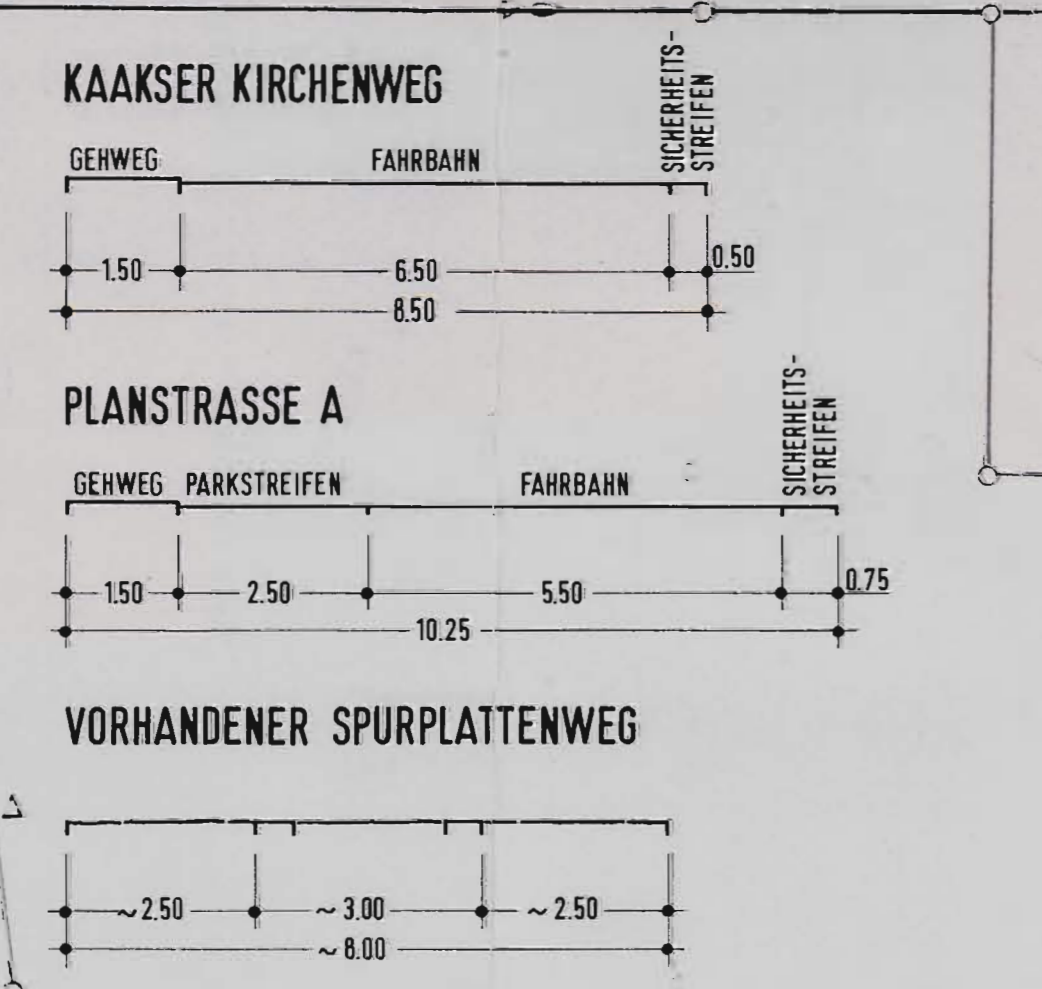 KAAKSER KIRCHENWEG
SICHERHEITS-
STREIFEN
GEHWEG FAHRBAHN
1.50 6.50 0.50
8.50
PLANSTRASSE A
SICHERHEITS-
STREIFEN
GEHWEG PARKSTREIFEN FAHRBAHN
1.50 2.50 5.50 0.75
10.25
VORHANDENER SPURPLATTENWEG
~2.50 ~3.00 ~2.50
~8.00